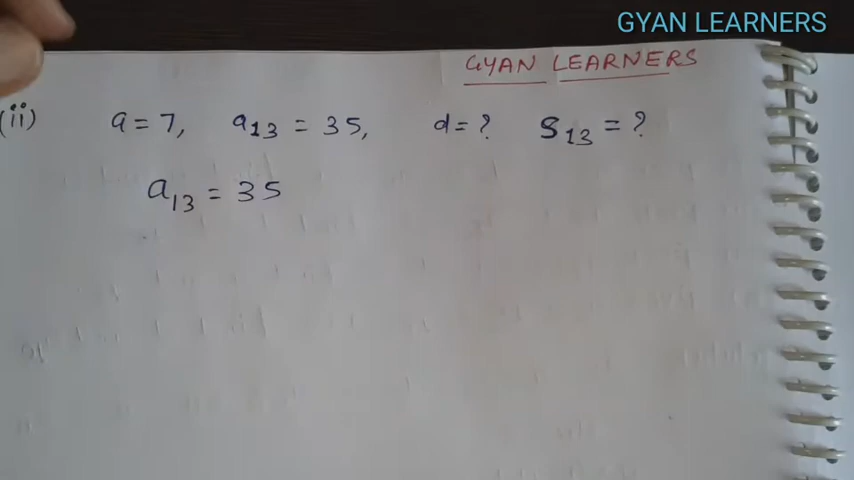 GYAN LEARNERS
GYAN LEARNERS
(ii) a = 7, a₁₃ = 35, d = ? S₁₃ = ?
a₁₃ = 35